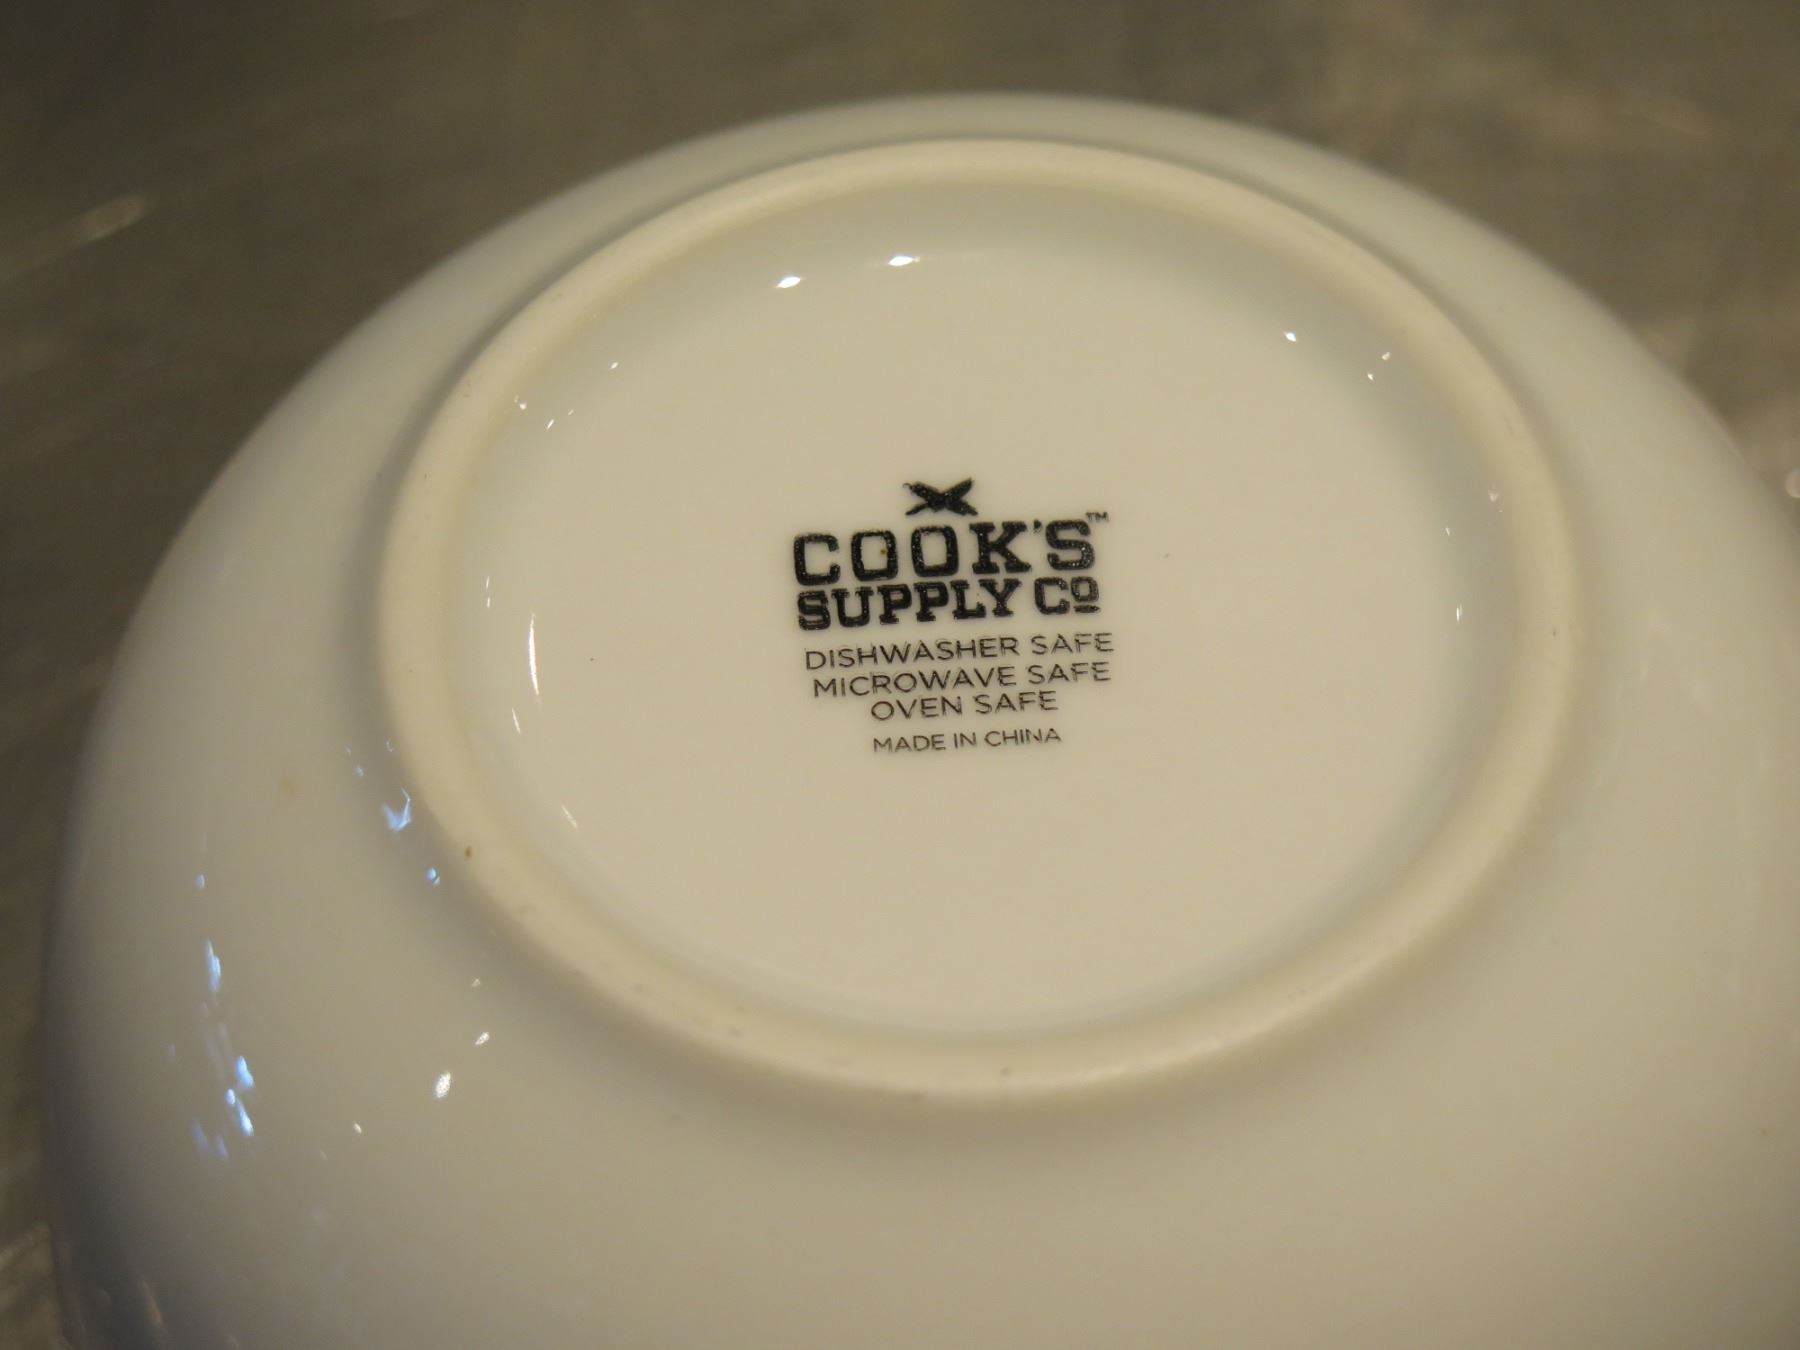 COOK'S™
SUPPLY Cº
DISHWASHER SAFE
MICROWAVE SAFE
OVEN SAFE
MADE IN CHINA